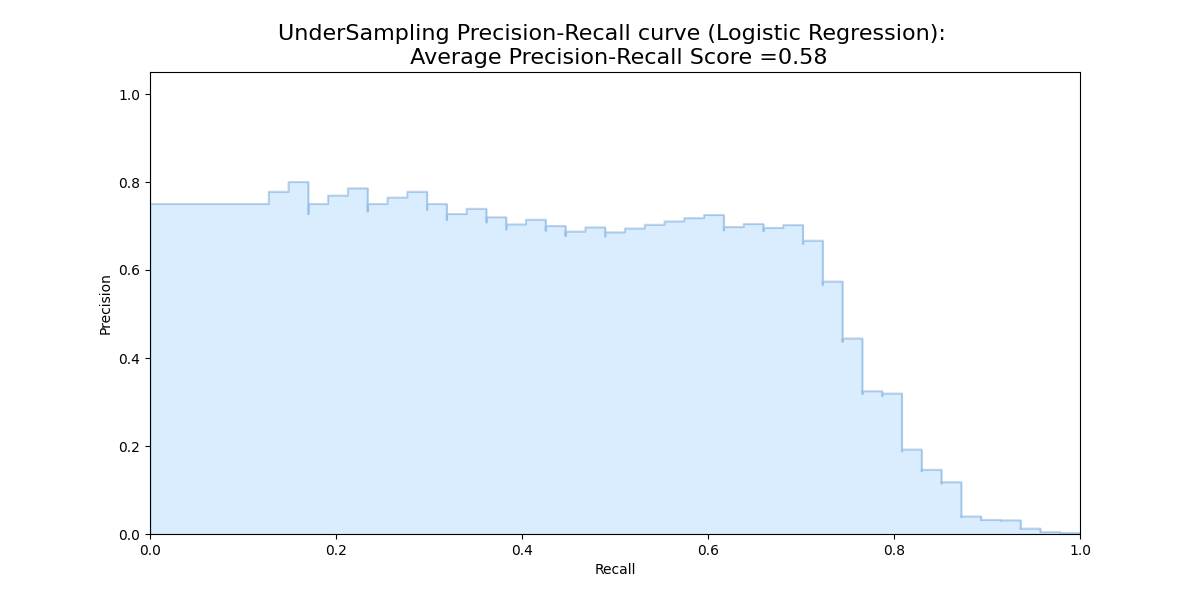 UnderSampling Precision-Recall curve (Logistic Regression):
Average Precision-Recall Score =0.58
1.0
0.8
0.6
0.4
0.2
0.0
Precision
0.0 0.2 0.4 0.6 0.8 1.0
Recall